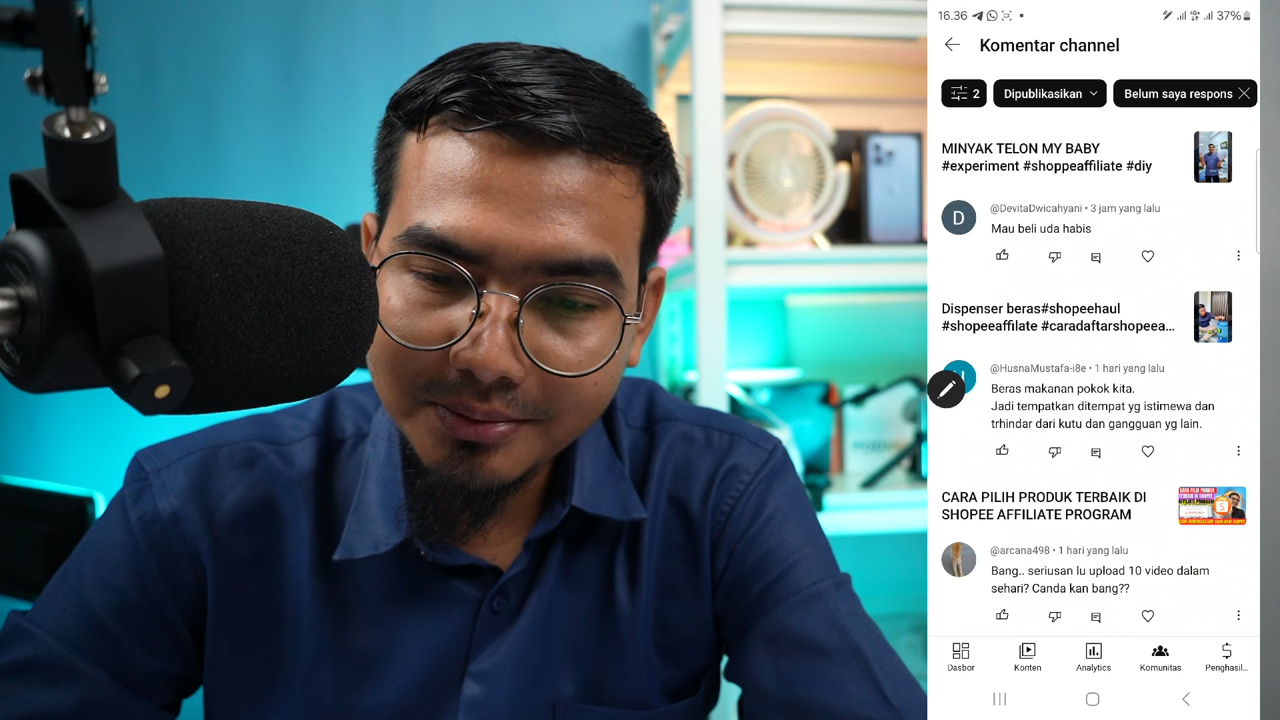 16.36
37%
Komentar channel
2
Dipublikasikan
Belum saya respons
MINYAK TELON MY BABY
#experiment #shoppeaffiliate #diy
D
@DevitaDwicahyani • 3 jam yang lalu
Mau beli uda habis
Dispenser beras#shopeehaul
#shopeeaffilate #caradaftarshopeea...
@HusnaMustafa-i8e • 1 hari yang lalu
Beras makanan pokok kita.
Jadi tempatkan ditempat yg istimewa dan
trhindar dari kutu dan gangguan yg lain.
CARA PILIH PRODUK TERBAIK DI
SHOPEE AFFILIATE PROGRAM
@arcana498 • 1 hari yang lalu
Bang.. seriusan lu upload 10 video dalam
sehari? Canda kan bang??
Dasbor
Konten
Analytics
Komunitas
Penghasil...